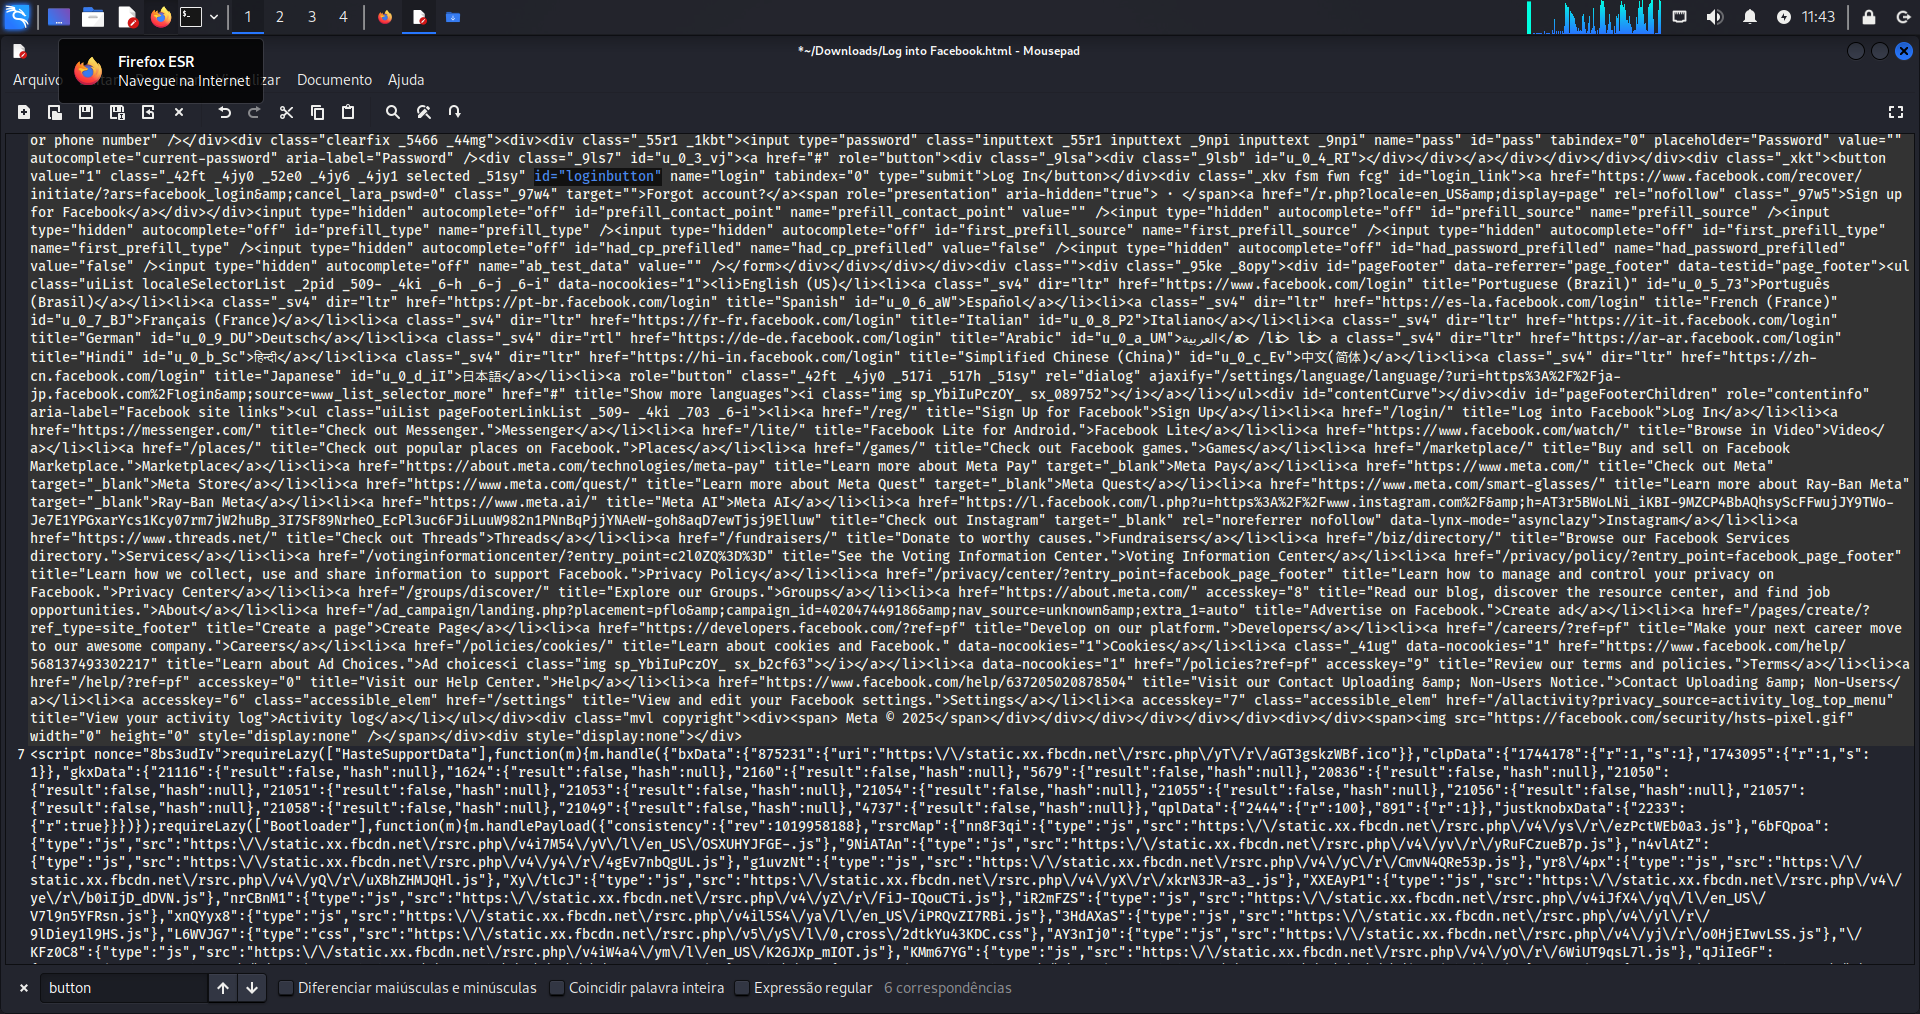 1 2 3 4 11:43
*~/Downloads/Log into Facebook.html - Mousepad
Firefox ESR
Navegue na Internet
Arquivo Documento Ajuda
or phone number" /></div><div class="clearfix _5466 _44mg"><div><div class="_55r1 _1kbt"><input type="password" class="inputtext _55r1 inputtext _9npi inputtext _9npi" name="pass" id="pass" tabindex="0" placeholder="Password" value=""
autocomplete="current-password" aria-label="Password" /><div class="_9ls7" id="u_0_3_vj"><a href="#" role="button"><div class="_9lsa"><div class="_9lsb" id="u_0_4_RI"></div></div></a></div></div></div></div><div class="_xkt"><button
value="1" class="_42ft _4jy0 _52e0 _4jy6 _4jy1 selected _51sy" id="loginbutton" name="login" tabindex="0" type="submit">Log In</button></div><div class="_xkv fsm fwn fcg" id="login_link"><a href="https://www.facebook.com/recover/
initiate/?ars=facebook_login&amp;cancel_lara_pswd=0" class="_97w4" target="">Forgot account?</a><span role="presentation" aria-hidden="true"> · </span><a href="/r.php?locale=en_US&amp;display=page" rel="nofollow" class="_97w5">Sign up
for Facebook</a></div></div><input type="hidden" autocomplete="off" id="prefill_contact_point" name="prefill_contact_point" value="" /><input type="hidden" autocomplete="off" id="prefill_source" name="prefill_source" /><input
type="hidden" autocomplete="off" id="prefill_type" name="prefill_type" /><input type="hidden" autocomplete="off" id="first_prefill_source" name="first_prefill_source" /><input type="hidden" autocomplete="off" id="first_prefill_type"
name="first_prefill_type" /><input type="hidden" autocomplete="off" id="had_cp_prefilled" name="had_cp_prefilled" value="false" /><input type="hidden" autocomplete="off" id="had_password_prefilled" name="had_password_prefilled"
value="false" /><input type="hidden" autocomplete="off" name="ab_test_data" value="" /></form></div></div></div></div><div class=""><div class="_95ke _8opy"><div id="pageFooter" data-referrer="page_footer" data-testid="page_footer"><ul
class="uiList localeSelectorList _2pid _509- _4ki _6-h _6-j _6-i" data-nocookies="1"><li>English (US)</li><li><a class="_sv4" dir="ltr" href="https://www.facebook.com/login" title="Portuguese (Brazil)" id="u_0_5_73">Português
(Brasil)</a></li><li><a class="_sv4" dir="ltr" href="https://pt-br.facebook.com/login" title="Spanish" id="u_0_6_aW">Español</a></li><li><a class="_sv4" dir="ltr" href="https://es-la.facebook.com/login" title="French (France)"
id="u_0_7_BJ">Français (France)</a></li><li><a class="_sv4" dir="ltr" href="https://fr-fr.facebook.com/login" title="Italian" id="u_0_8_P2">Italiano</a></li><li><a class="_sv4" dir="ltr" href="https://it-it.facebook.com/login"
title="German" id="u_0_9_DU">Deutsch</a></li><li><a class="_sv4" dir="rtl" href="https://de-de.facebook.com/login" title="Arabic" id="u_0_a_UM">العربية</a></li><li><a class="_sv4" dir="ltr" href="https://ar-ar.facebook.com/login"
title="Hindi" id="u_0_b_Sc">हिन्दी</a></li><li><a class="_sv4" dir="ltr" href="https://hi-in.facebook.com/login" title="Simplified Chinese (China)" id="u_0_c_Ev">中文(简体)</a></li><li><a class="_sv4" dir="ltr" href="https://zh-
cn.facebook.com/login" title="Japanese" id="u_0_d_iI">日本語</a></li><li><a role="button" class="_42ft _4jy0 _517i _517h _51sy" rel="dialog" ajaxify="/settings/language/language/?uri=https%3A%2F%2Fja-
jp.facebook.com%2Flogin&amp;source=www_list_selector_more" href="#" title="Show more languages"><i class="img sp_YbiIuPczOY_ sx_089752"></i></a></li></ul><div id="contentCurve"></div><div id="pageFooterChildren" role="contentinfo"
aria-label="Facebook site links"><ul class="uiList pageFooterLinkList _509- _4ki _703 _6-i"><li><a href="/reg/" title="Sign Up for Facebook">Sign Up</a></li><li><a href="/login/" title="Log into Facebook">Log In</a></li><li><a
href="https://messenger.com/" title="Check out Messenger.">Messenger</a></li><li><a href="/lite/" title="Facebook Lite for Android.">Facebook Lite</a></li><li><a href="https://www.facebook.com/watch/" title="Browse in Video">Video</
a></li><li><a href="/places/" title="Check out popular places on Facebook.">Places</a></li><li><a href="/games/" title="Check out Facebook games.">Games</a></li><li><a href="/marketplace/" title="Buy and sell on Facebook
Marketplace.">Marketplace</a></li><li><a href="https://about.meta.com/technologies/meta-pay" title="Learn more about Meta Pay" target="_blank">Meta Pay</a></li><li><a href="https://www.meta.com/" title="Check out Meta"
target="_blank">Meta Store</a></li><li><a href="https://www.meta.com/quest/" title="Learn more about Meta Quest" target="_blank">Meta Quest</a></li><li><a href="https://www.meta.com/smart-glasses/" title="Learn more about Ray-Ban Meta"
target="_blank">Ray-Ban Meta</a></li><li><a href="https://www.meta.ai/" title="Meta AI">Meta AI</a></li><li><a href="https://l.facebook.com/l.php?u=https%3A%2F%2Fwww.instagram.com%2F&amp;h=AT3r5BWoLNi_iKBI-9MZCP4BbAQhsyScFFwujJY9TWo-
Je7E1YPGxarYcs1Kcy07rm7jW2huBp_3I7SF89NrheO_EcPl3uc6FJiLuuW982n1PNnBqPjjYNAeW-goh8aqD7ewTjsj9Elluw" title="Check out Instagram" target="_blank" rel="noreferrer nofollow" data-lynx-mode="asynclazy">Instagram</a></li><li><a
href="https://www.threads.net/" title="Check out Threads">Threads</a></li><li><a href="/fundraisers/" title="Donate to worthy causes.">Fundraisers</a></li><li><a href="/biz/directory/" title="Browse our Facebook Services
directory.">Services</a></li><li><a href="/votinginformationcenter/?entry_point=c2l0ZQ%3D%3D" title="See the Voting Information Center.">Voting Information Center</a></li><li><a href="/privacy/policy/?entry_point=facebook_page_footer"
title="Learn how we collect, use and share information to support Facebook.">Privacy Policy</a></li><li><a href="/privacy/center/?entry_point=facebook_page_footer" title="Learn how to manage and control your privacy on
Facebook.">Privacy Center</a></li><li><a href="/groups/discover/" title="Explore our Groups.">Groups</a></li><li><a href="https://about.meta.com/" accesskey="8" title="Read our blog, discover the resource center, and find job
opportunities.">About</a></li><li><a href="/ad_campaign/landing.php?placement=pflo&amp;campaign_id=402047449186&amp;nav_source=unknown&amp;extra_1=auto" title="Advertise on Facebook.">Create ad</a></li><li><a href="/pages/create/?
ref_type=site_footer" title="Create a page">Create Page</a></li><li><a href="https://developers.facebook.com/?ref=pf" title="Develop on our platform.">Developers</a></li><li><a href="/careers/?ref=pf" title="Make your next career move
to our awesome company.">Careers</a></li><li><a href="/policies/cookies/" title="Learn about cookies and Facebook." data-nocookies="1">Cookies</a></li><li><a class="_41ug" data-nocookies="1" href="https://www.facebook.com/help/
568137493302217" title="Learn about Ad Choices.">Ad choices<i class="img sp_YbiIuPczOY_ sx_b2cf63"></i></a></li><li><a data-nocookies="1" href="/policies?ref=pf" accesskey="9" title="Review our terms and policies.">Terms</a></li><li><a
href="/help/?ref=pf" accesskey="0" title="Visit our Help Center.">Help</a></li><li><a href="https://www.facebook.com/help/637205020878504" title="Visit our Contact Uploading &amp; Non-Users Notice.">Contact Uploading &amp; Non-Users</
a></li><li><a accesskey="6" class="accessible_elem" href="/settings" title="View and edit your Facebook settings.">Settings</a></li><li><a accesskey="7" class="accessible_elem" href="/allactivity?privacy_source=activity_log_top_menu"
title="View your activity log">Activity log</a></li></ul></div><div class="mvl copyright"><div><span> Meta © 2025</span></div></div></div></div></div></div></div><div></div><span><img src="https://facebook.com/security/hsts-pixel.gif"
width="0" height="0" style="display:none" /></span></div><div style="display:none"></div>
7 <script nonce="8bs3udIv">requireLazy(["HasteSupportData"],function(m){m.handle({"bxData":{"875231":{"uri":"https:\/\/static.xx.fbcdn.net\/rsrc.php\/yT\/r\/aGT3gskzWBf.ico"}},"clpData":{"1744178":{"r":1,"s":1},"1743095":{"r":1,"s":
1}},"gkxData":{"21116":{"result":false,"hash":null},"1624":{"result":false,"hash":null},"2160":{"result":false,"hash":null},"5679":{"result":false,"hash":null},"20836":{"result":false,"hash":null},"21050":
{"result":false,"hash":null},"21051":{"result":false,"hash":null},"21053":{"result":false,"hash":null},"21054":{"result":false,"hash":null},"21055":{"result":false,"hash":null},"21056":{"result":false,"hash":null},"21057":
{"result":false,"hash":null},"21058":{"result":false,"hash":null},"21049":{"result":false,"hash":null},"4737":{"result":false,"hash":null}},"qplData":{"2444":{"r":100},"891":{"r":1}},"justknobxData":{"2233":
{"r":true}}})});requireLazy(["Bootloader"],function(m){m.handlePayload({"consistency":{"rev":1019958188},"rsrcMap":{"nn8F3qi":{"type":"js","src":"https:\/\/static.xx.fbcdn.net\/rsrc.php\/v4\/ys\/r\/ezPctWEb0a3.js"},"6bFQpoa":
{"type":"js","src":"https:\/\/static.xx.fbcdn.net\/rsrc.php\/v4i7M54\/yV\/l\/en_US\/OSXUHYJFGE-.js"},"9NiATAn":{"type":"js","src":"https:\/\/static.xx.fbcdn.net\/rsrc.php\/v4\/yv\/r\/yRuFCzueB7p.js"},"n4vlAtZ":
{"type":"js","src":"https:\/\/static.xx.fbcdn.net\/rsrc.php\/v4\/y4\/r\/4gEv7nbQgUL.js"},"g1uvzNt":{"type":"js","src":"https:\/\/static.xx.fbcdn.net\/rsrc.php\/v4\/yC\/r\/CmvN4QRe53p.js"},"yr8\/4px":{"type":"js","src":"https:\/\/
static.xx.fbcdn.net\/rsrc.php\/v4\/yQ\/r\/uXBhZHMJQHl.js"},"Xy\/tlcJ":{"type":"js","src":"https:\/\/static.xx.fbcdn.net\/rsrc.php\/v4\/yX\/r\/xkrN3JR-a3_.js"},"XXEAyP1":{"type":"js","src":"https:\/\/static.xx.fbcdn.net\/rsrc.php\/v4\/
ye\/r\/b0iIjD_dDVN.js"},"nrCBnM1":{"type":"js","src":"https:\/\/static.xx.fbcdn.net\/rsrc.php\/v4\/yZ\/r\/FiJ-IQouCTi.js"},"iR2mFZS":{"type":"js","src":"https:\/\/static.xx.fbcdn.net\/rsrc.php\/v4iJfX4\/yq\/l\/en_US\/
V7l9n5YFRsn.js"},"xnQYyx8":{"type":"js","src":"https:\/\/static.xx.fbcdn.net\/rsrc.php\/v4il5S4\/ya\/l\/en_US\/iPRQvZI7RBi.js"},"3HdAXaS":{"type":"js","src":"https:\/\/static.xx.fbcdn.net\/rsrc.php\/v4\/yl\/r\/
9lDiey1l9HS.js"},"L6WVJG7":{"type":"css","src":"https:\/\/static.xx.fbcdn.net\/rsrc.php\/v5\/yS\/l\/0,cross\/2dtkYu43KDC.css"},"AY3nIj0":{"type":"js","src":"https:\/\/static.xx.fbcdn.net\/rsrc.php\/v4\/yj\/r\/o0HjEIwvLSS.js"},"\/
KFz0C8":{"type":"js","src":"https:\/\/static.xx.fbcdn.net\/rsrc.php\/v4iW4a4\/ym\/l\/en_US\/K2GJXp_mIOT.js"},"KMm67YG":{"type":"js","src":"https:\/\/static.xx.fbcdn.net\/rsrc.php\/v4\/yO\/r\/6WiUT9qsL7l.js"},"qJiIeGF":
button Diferenciar maiúsculas e minúsculas Coincidir palavra inteira Expressão regular 6 correspondências